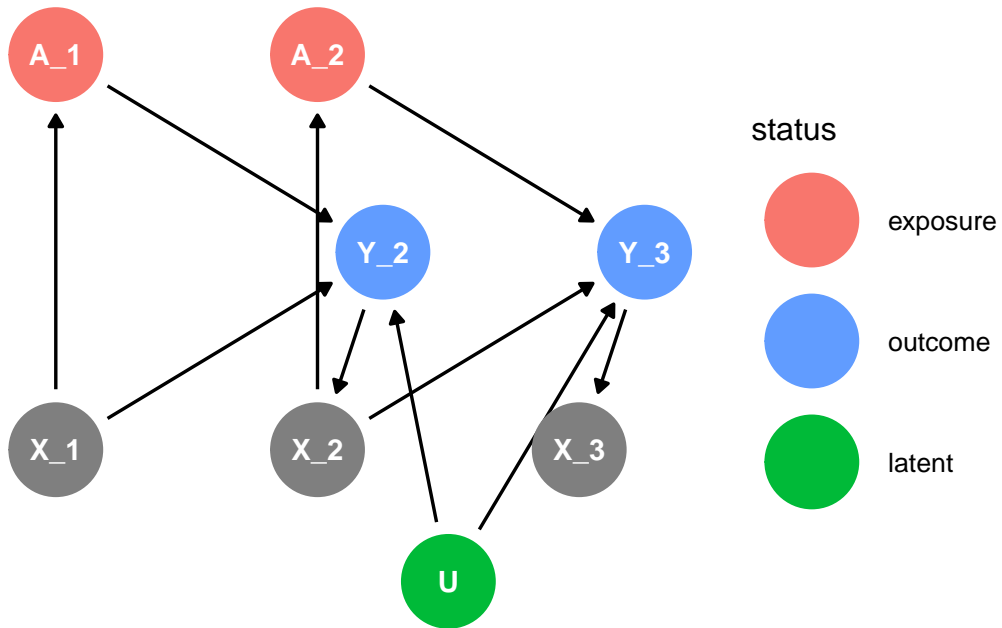 A_1
A_2
status
exposure
Y_2
Y_3
outcome
X_1
X_2
X_3
latent
U